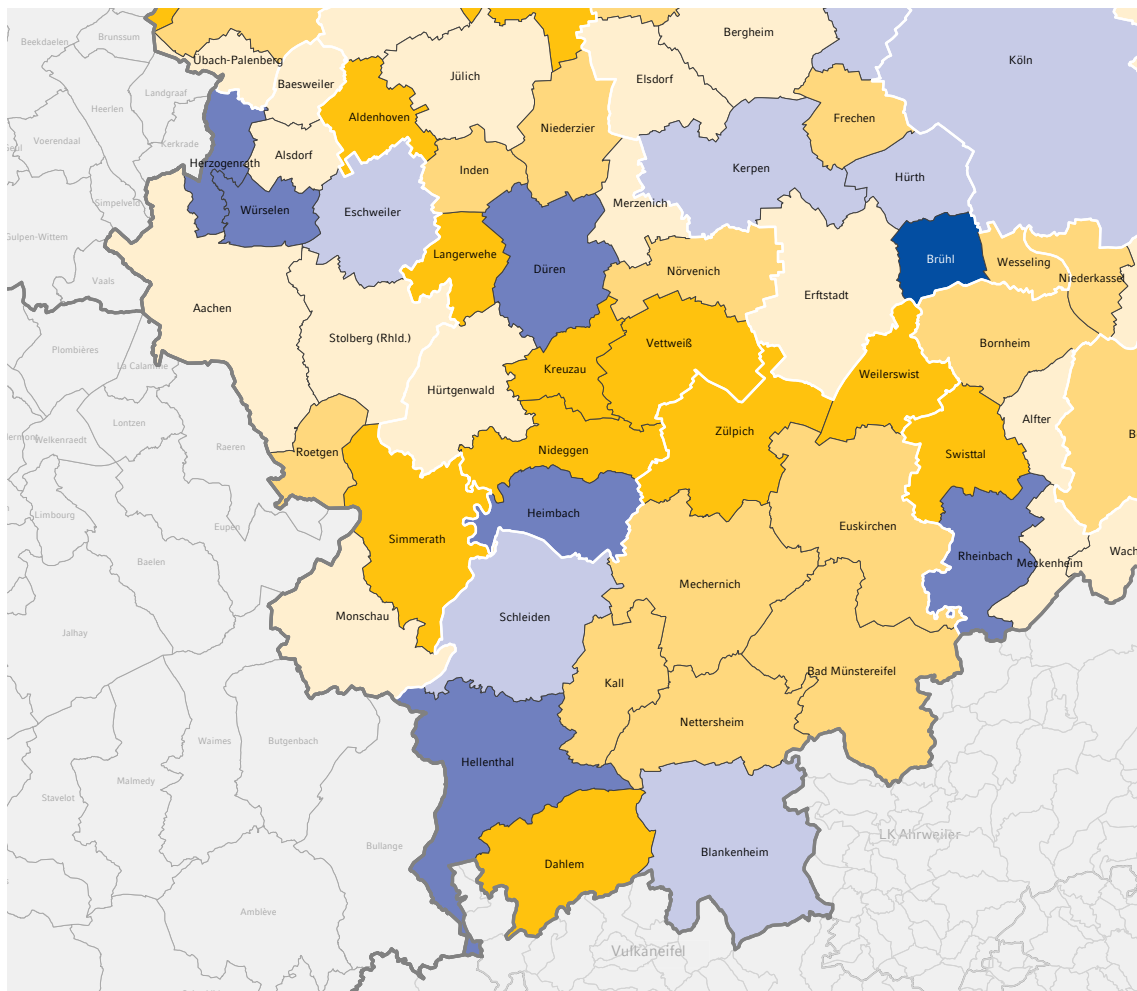 Bergheim
Beekdaelen
Brunssum
Übach-Palenberg
Köln
Jülich
Elsdorf
Baesweiler
Landgraaf
Heerlen
Aldenhoven
Frechen
Niederzier
Voerendaal
Kerkrade
Alsdorf
Herzogenrath
Inden
Kerpen
Hürth
Simpelveld
Merzenich
Würselen
Eschweiler
Gulpen-Wittem
Langerwehe
Brühl
Wesseling
Düren
Nörvenich
Niederkassel
Vaals
Erftstadt
Aachen
Stolberg (Rhld.)
Vettweiß
Bornheim
Plombières
La Calamine
Kreuzau
Weilerswist
Hürtgenwald
Alfter
Lontzen
Zülpich
Welkenraedt
Raeren
Roetgen
Nideggen
Swisttal
B
Limbourg
Heimbach
Eupen
Euskirchen
Simmerath
Rheinbach
Wach
Baelen
Meckenheim
Mechernich
Monschau
Schleiden
Jalhay
Bad Münstereifel
Kall
Nettersheim
Waimes
Butgenbach
Hellenthal
Malmedy
Stavelot
LK Ahrweiler
Bullange
Blankenheim
Dahlem
Amblève
Vulkaneifel